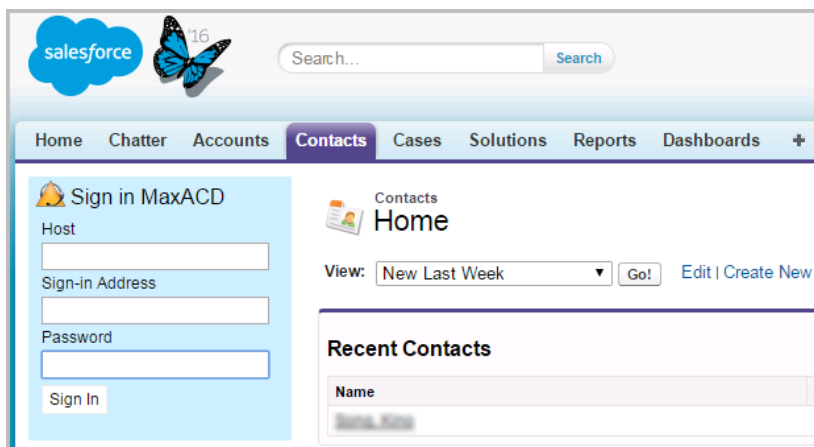 salesforce
'16
Search...
Search
Home Chatter Accounts Contacts Cases Solutions Reports Dashboards +
Sign in MaxACD
Host
Sign-in Address
Password
Sign In
Contacts
Home
View: New Last Week Go! Edit | Create New
Recent Contacts
Name